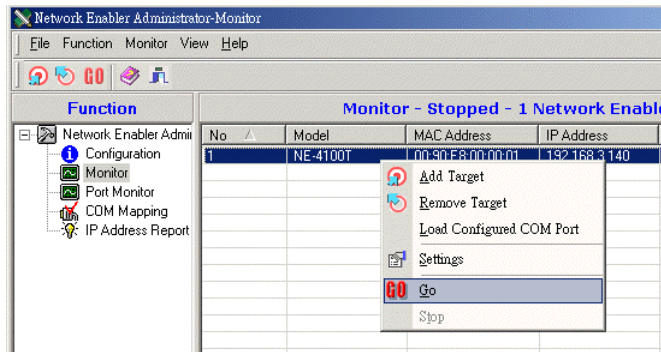 Network Enabler Administrator-Monitor
File Function Monitor View Help
GO
Function
Monitor - Stopped - 1 Network Enable
Network Enabler Admi
Configuration
Monitor
Port Monitor
COM Mapping
IP Address Report
No Model MAC Address IP Address
1 NE-4100T 00:90:E8:00:00:01 192.168.3.140
Add Target
Remove Target
Load Configured COM Port
Settings
GO Go
Stop